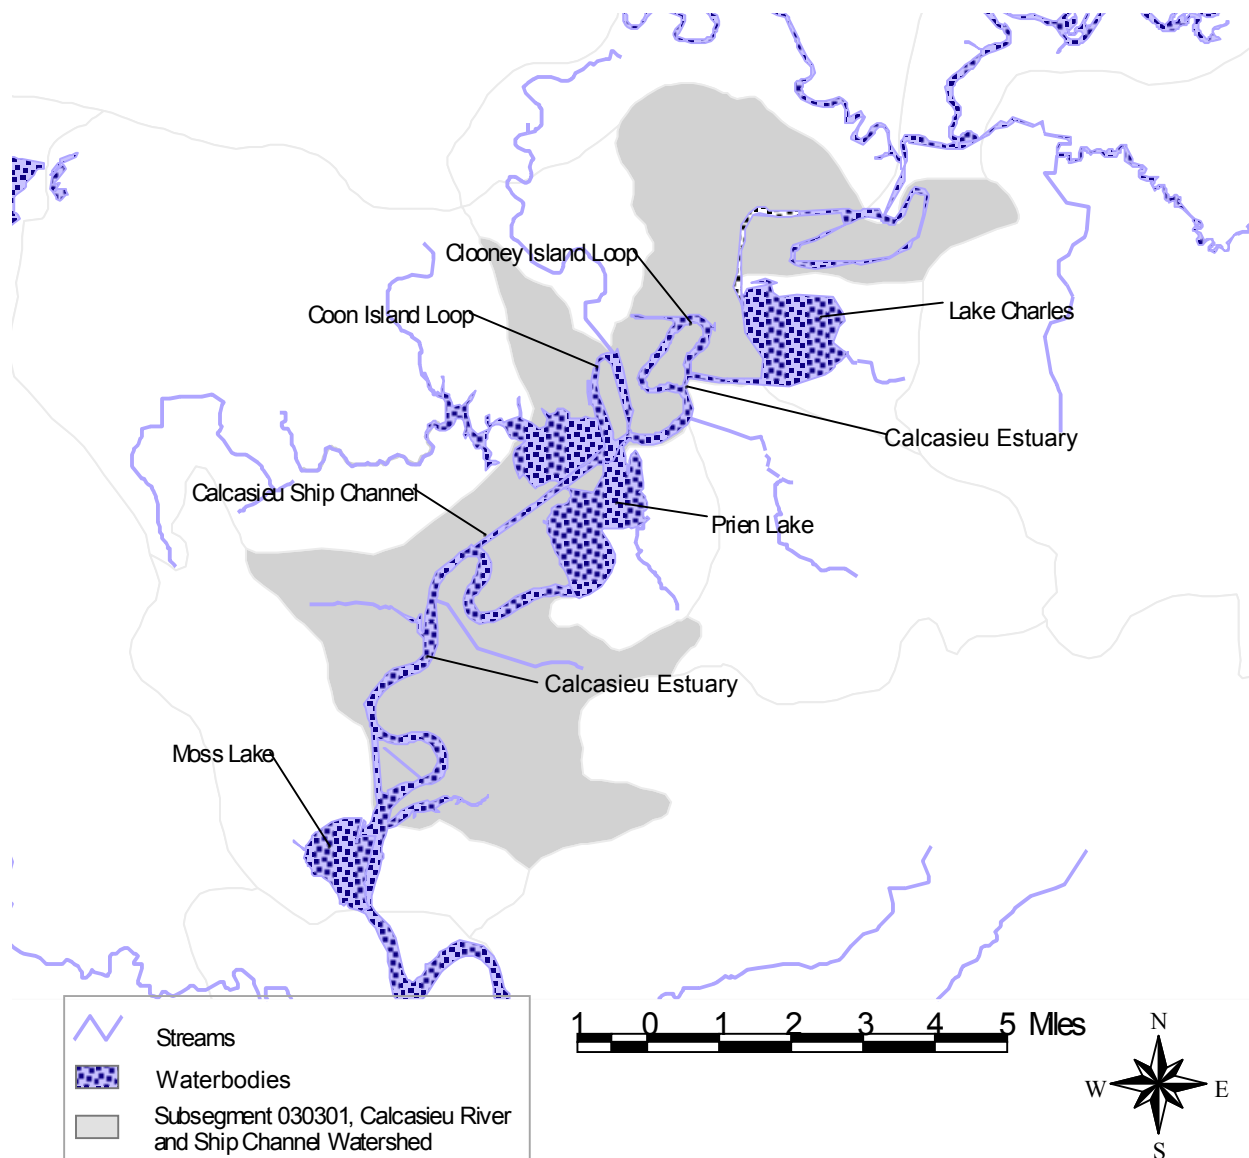 Clooney Island Loop
Coon Island Loop
Lake Charles
Calcasieu Estuary
Calcasieu Ship Channel
Prien Lake
Calcasieu Estuary
Moss Lake
Streams
Waterbodies
Subsegment 030301, Calcasieu River
and Ship Channel Watershed
1 0 1 2 3 4 5 Miles
N
W E
S